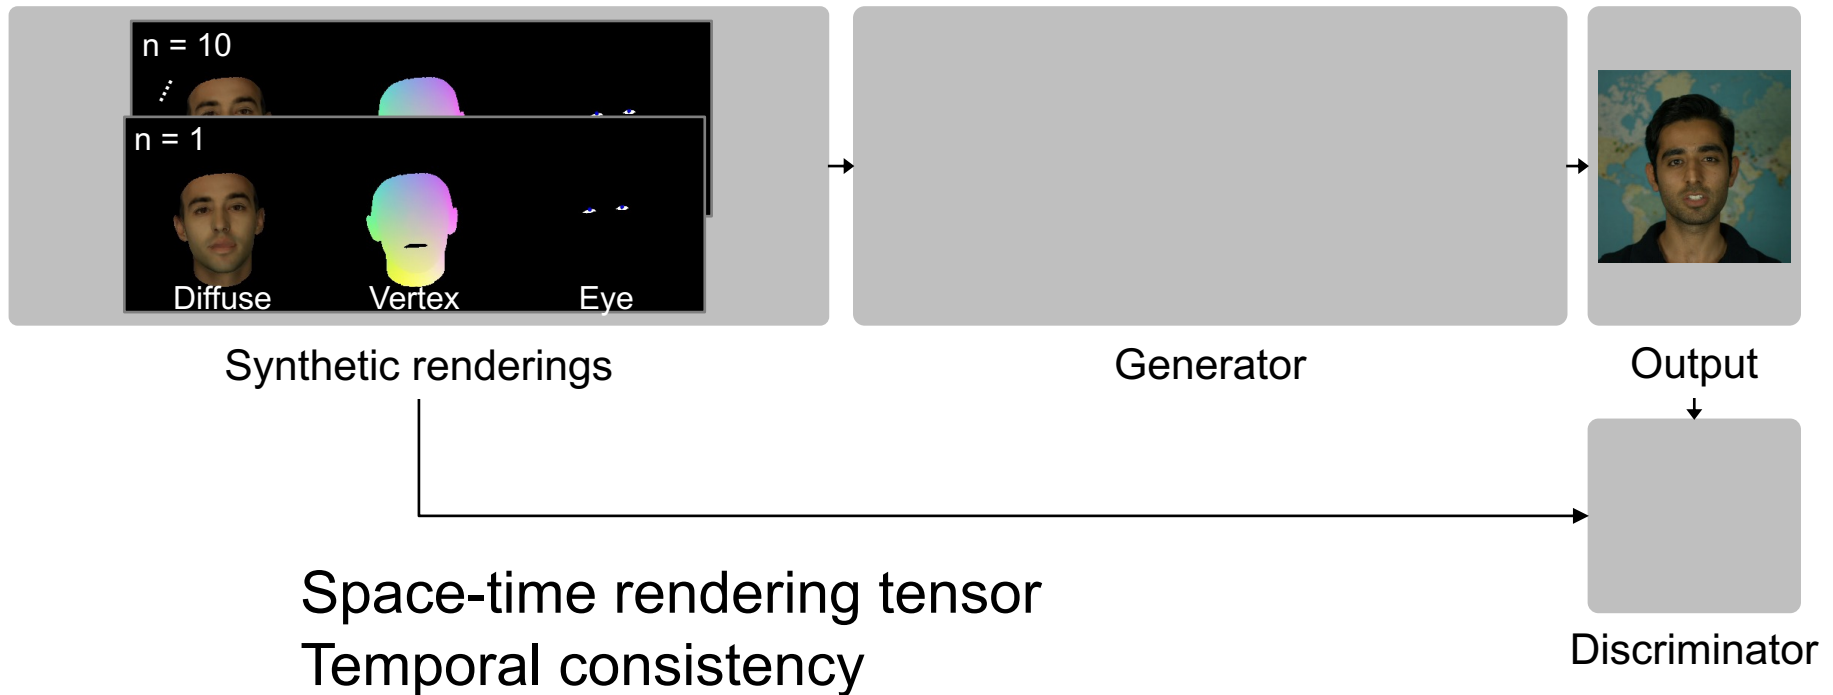 n = 10
n = 1
Diffuse
Vertex
Eye
Synthetic renderings
Generator
Output
Space-time rendering tensor
Temporal consistency
Discriminator